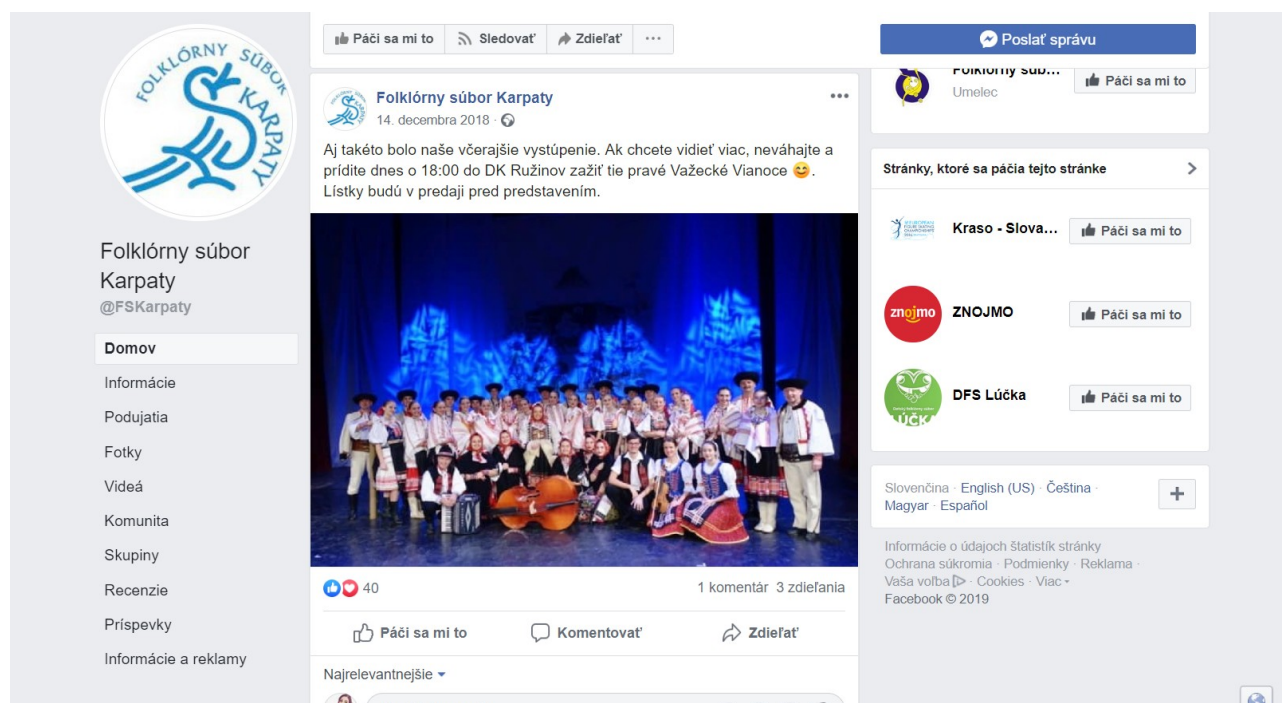 FOLKLÓRNY SÚBOR KARPATY
Folklórny súbor
Karpaty
@FSKarpaty
Domov
Informácie
Podujatia
Fotky
Videá
Komunita
Skupiny
Recenzie
Príspevky
Informácie a reklamy
Páči sa mi to
Sledovať
Zdieľať
Folklórny súbor Karpaty
14. decembra 2018 ·
Aj takéto bolo naše včerajšie vystúpenie. Ak chcete vidieť viac, neváhajte a
prídite dnes o 18:00 do DK Ružinov zažiť tie pravé Važecké Vianoce 😊.
Lístky budú v predaji pred predstavením.
40
1 komentár 3 zdieľania
Páči sa mi to
Komentovať
Zdieľať
Najrelevantnejšie
Poslať správu
Folklórny súb...
Umelec
Páči sa mi to
Stránky, ktoré sa páčia tejto stránke
Kraso - Slova...
Páči sa mi to
znojmo
ZNOJMO
Páči sa mi to
LÚČKA
DFS Lúčka
Páči sa mi to
Slovenčina · English (US) · Čeština ·
Magyar · Español
Informácie o údajoch štatistík stránky
Ochrana súkromia · Podmienky · Reklama ·
Vaša voľba · Cookies · Viac
Facebook © 2019